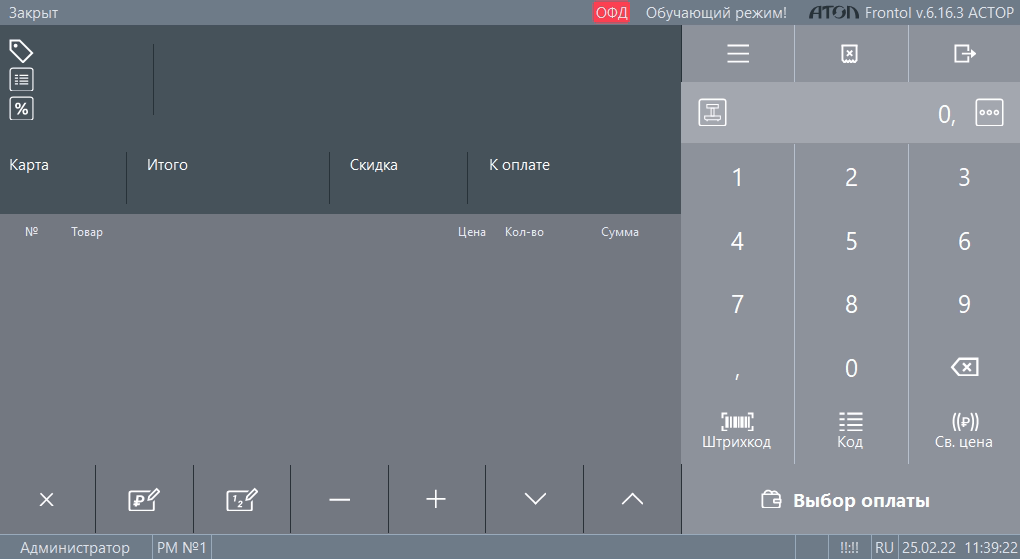 Закрыт ОФД Обучающий режим! ATOL Frontol v.6.16.3 АСТОР
%
0,
Карта Итого Скидка К оплате
1 2 3
№ Товар Цена Кол-во Сумма
4 5 6
7 8 9
, 0
Штрихкод Код Св. цена
Выбор оплаты
Администратор РМ №1 !!:!! RU 25.02.22 11:39:22